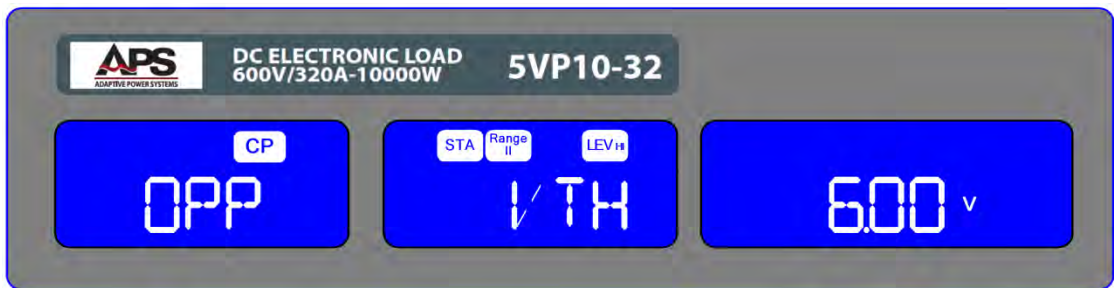 APS
ADAPTIVE POWER SYSTEMS
DC ELECTRONIC LOAD
600V/320A-10000W
5VP10-32
CP
OPP
STA Range II LEV HI
VTH
6.00 V